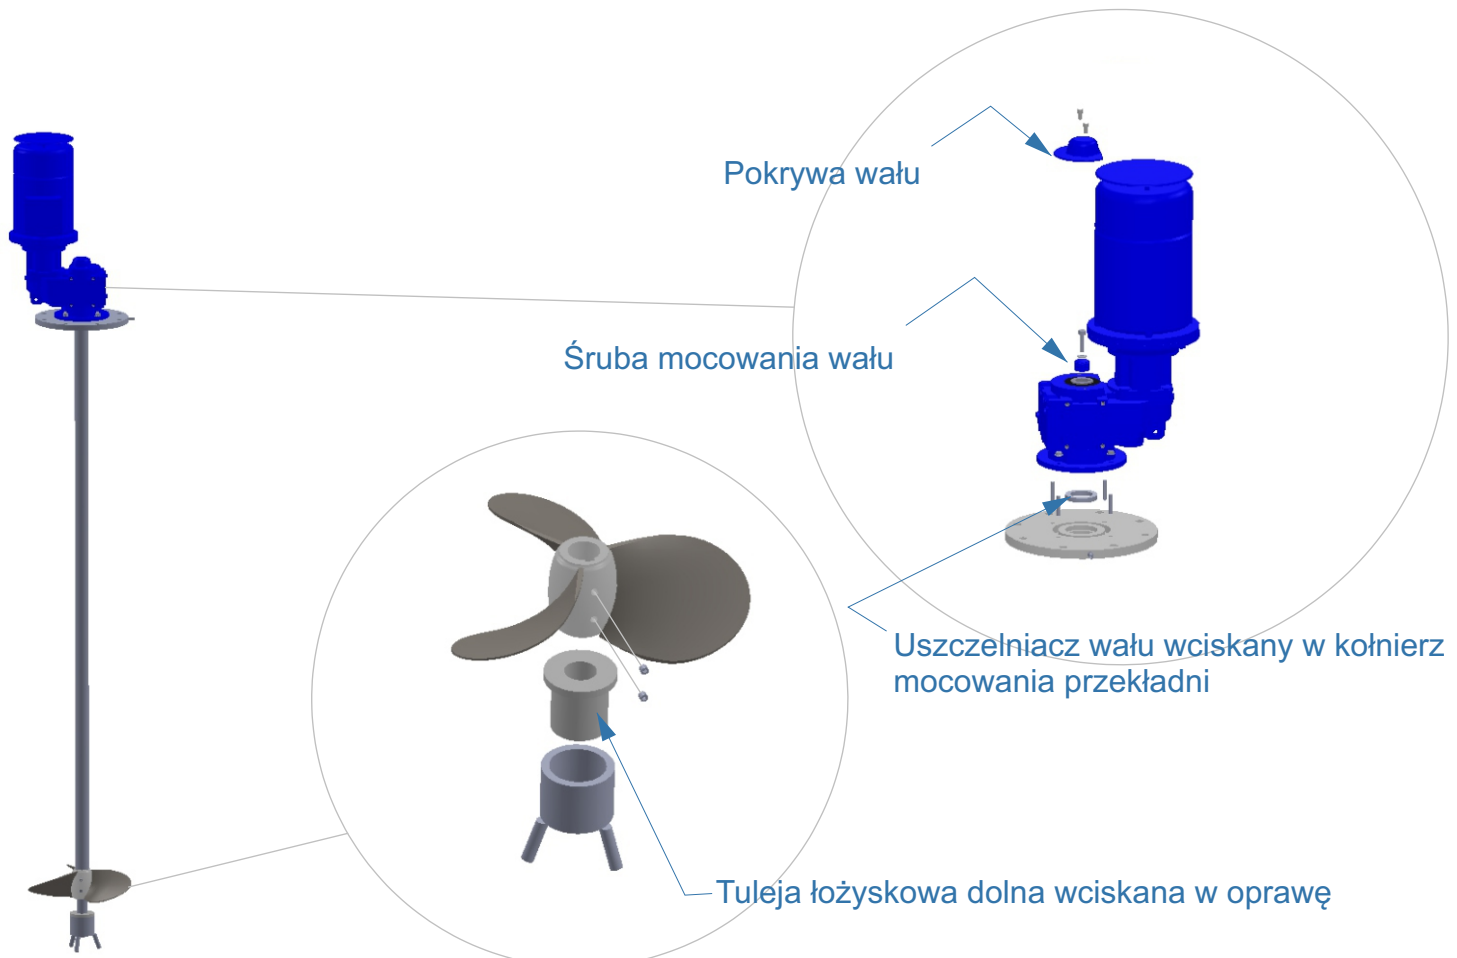 Pokrywa wału
Śruba mocowania wału
Uszczelniacz wału wciskany w kołnierz
mocowania przekładni
Tuleja łożyskowa dolna wciskana w oprawę